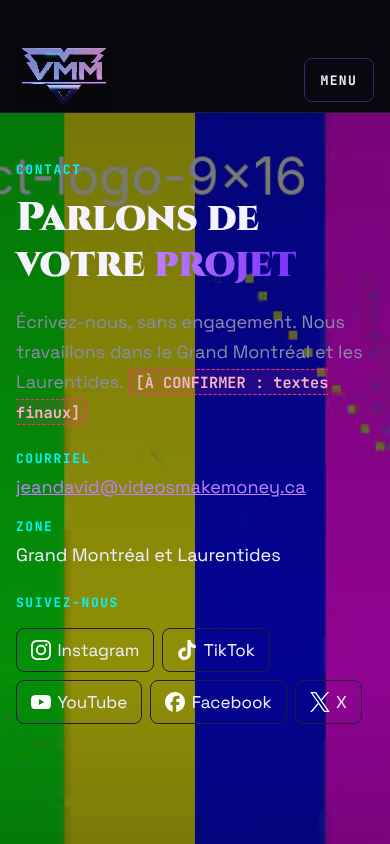 VMM
MENU
ct-logo-9×16
CONTACT
PARLONS DE
VOTRE PROJET
Écrivez-nous, sans engagement. Nous
travaillons dans le Grand Montréal et les
Laurentides. [À CONFIRMER : textes
finaux]
COURRIEL
jeandavid@videosmakemoney.ca
ZONE
Grand Montréal et Laurentides
SUIVEZ-NOUS
Instagram TikTok
YouTube Facebook X